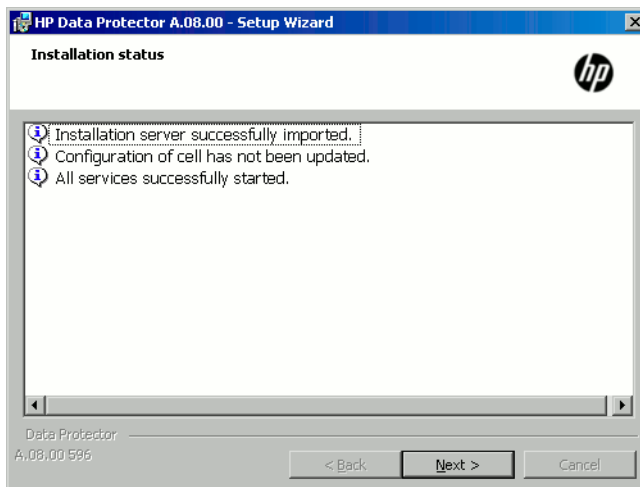 HP Data Protector A.08.00 - Setup Wizard
Installation status
hp
Installation server successfully imported.
Configuration of cell has not been updated.
All services successfully started.
Data Protector
A.08.00 596
< Back
Next >
Cancel